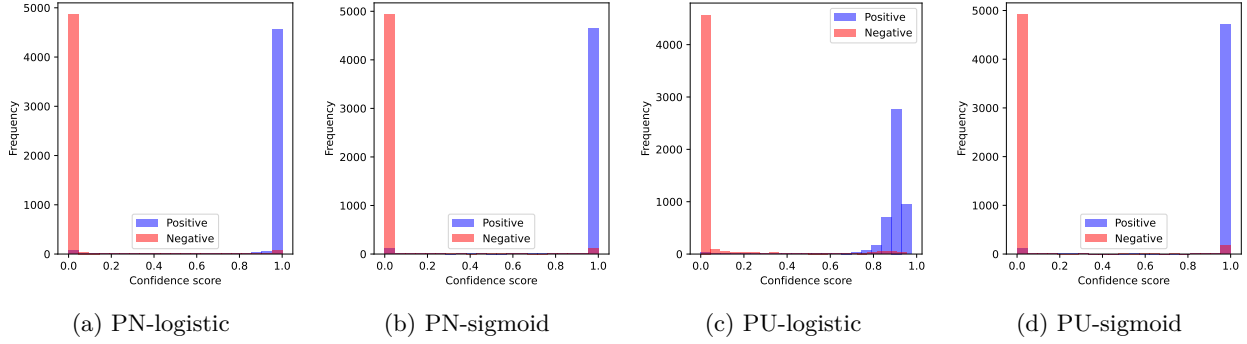 5000
4000
3000
2000
1000
0
Frequency
0.0 0.2 0.4 0.6 0.8 1.0
Confidence score
Positive
Negative
(a) PN-logistic
5000
4000
3000
2000
1000
0
Frequency
0.0 0.2 0.4 0.6 0.8 1.0
Confidence score
Positive
Negative
(b) PN-sigmoid
4000
3000
2000
1000
0
Frequency
0.0 0.2 0.4 0.6 0.8 1.0
Confidence score
Positive
Negative
(c) PU-logistic
5000
4000
3000
2000
1000
0
Frequency
0.0 0.2 0.4 0.6 0.8 1.0
Confidence score
Positive
Negative
(d) PU-sigmoid